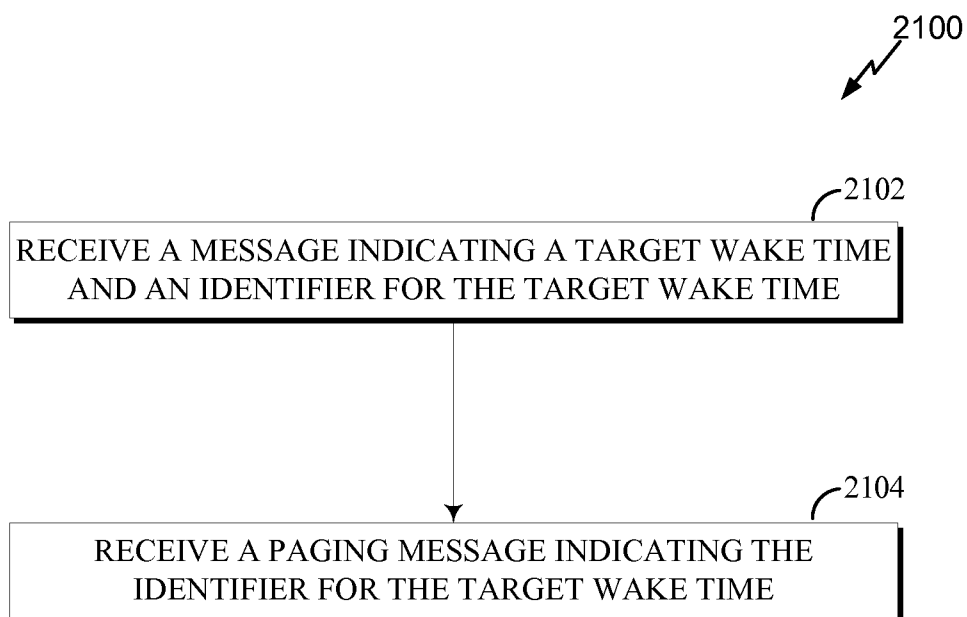 2100
2102
RECEIVE A MESSAGE INDICATING A TARGET WAKE TIME
AND AN IDENTIFIER FOR THE TARGET WAKE TIME
2104
RECEIVE A PAGING MESSAGE INDICATING THE
IDENTIFIER FOR THE TARGET WAKE TIME